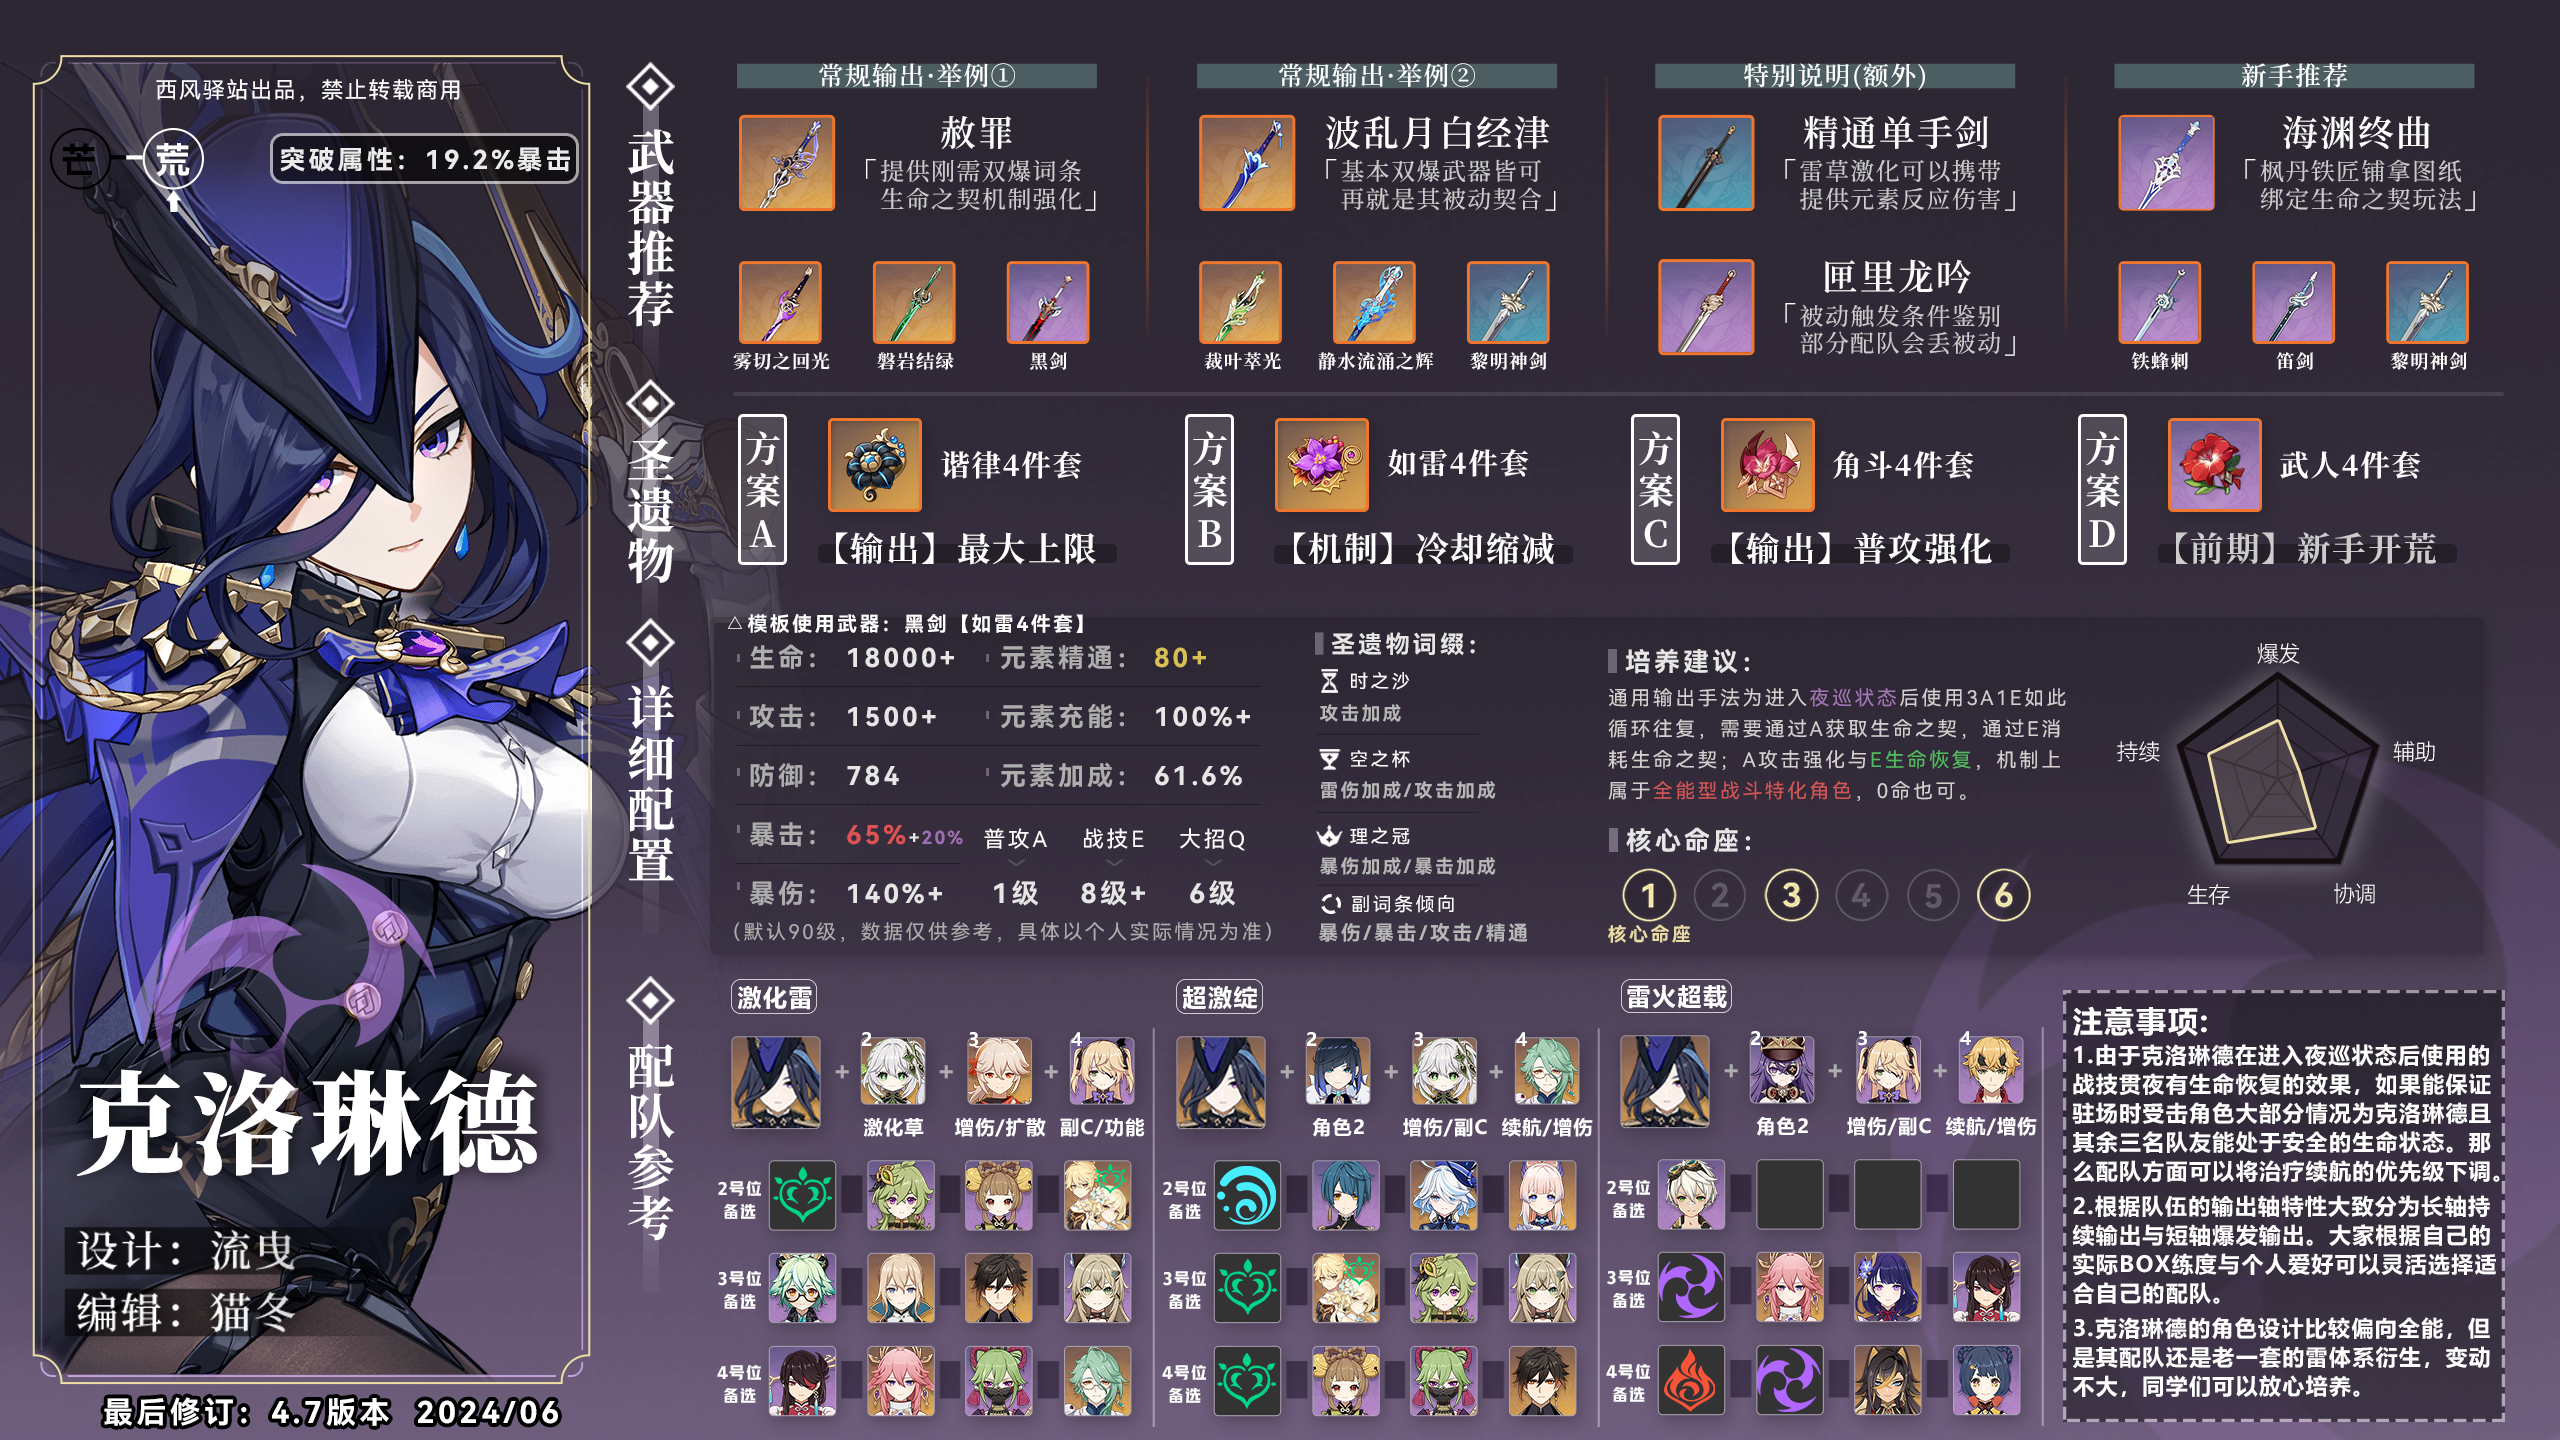 西风驿站出品，禁止转载商用
芒
荒
突破属性：19.2%暴击
克洛琳德
设计：流曳
编辑：猫冬
最后修订：4.7版本 2024/06
武器推荐
常规输出·举例①
赦罪
「提供刚需双爆词条
生命之契机制强化」
雾切之回光
磐岩结绿
黑剑
常规输出·举例②
波乱月白经津
「基本双爆武器皆可
再就是其被动契合」
裁叶萃光
静水流涌之辉
黎明神剑
特别说明(额外)
精通单手剑
「雷草激化可以携带
提供元素反应伤害」
匣里龙吟
「被动触发条件鉴别
部分配队会丢被动」
新手推荐
海渊终曲
「枫丹铁匠铺拿图纸
绑定生命之契玩法」
铁蜂刺
笛剑
黎明神剑
圣遗物
方案A
谐律4件套
【输出】最大上限
方案B
如雷4件套
【机制】冷却缩减
方案C
角斗4件套
【输出】普攻强化
方案D
武人4件套
【前期】新手开荒
详细配置
△模板使用武器：黑剑【如雷4件套】
生命： 18000+ 元素精通： 80+
攻击： 1500+ 元素充能： 100%+
防御： 784 元素加成： 61.6%
暴击： 65%+20% 普攻A 战技E 大招Q
暴伤： 140%+ 1级 8级+ 6级
(默认90级，数据仅供参考，具体以个人实际情况为准)
圣遗物词缀：
时之沙
攻击加成
空之杯
雷伤加成/攻击加成
理之冠
暴伤加成/暴击加成
副词条倾向
暴伤/暴击/攻击/精通
培养建议：
通用输出手法为进入夜巡状态后使用3A1E如此
循环往复，需要通过A获取生命之契，通过E消
耗生命之契；A攻击强化与E生命恢复，机制上
属于全能型战斗特化角色，0命也可。
核心命座：
1 2 3 4 5 6
核心命座
爆发
辅助
协调
生存
持续
配队参考
激化雷
2 3 4
+ + +
激化草 增伤/扩散 副C/功能
2号位
备选
3号位
备选
4号位
备选
超激绽
2 3 4
+ + +
角色2 增伤/副C 续航/增伤
2号位
备选
3号位
备选
4号位
备选
雷火超载
2 3 4
+ + +
角色2 增伤/副C 续航/增伤
2号位
备选
3号位
备选
4号位
备选
注意事项:
1.由于克洛琳德在进入夜巡状态后使用的
战技贯夜有生命恢复的效果，如果能保证
驻场时受击角色大部分情况为克洛琳德且
其余三名队友能处于安全的生命状态。那
么配队方面可以将治疗续航的优先级下调。
2.根据队伍的输出轴特性大致分为长轴持
续输出与短轴爆发输出。大家根据自己的
实际BOX练度与个人爱好可以灵活选择适
合自己的配队。
3.克洛琳德的角色设计比较偏向全能，但
是其配队还是老一套的雷体系衍生，变动
不大，同学们可以放心培养。